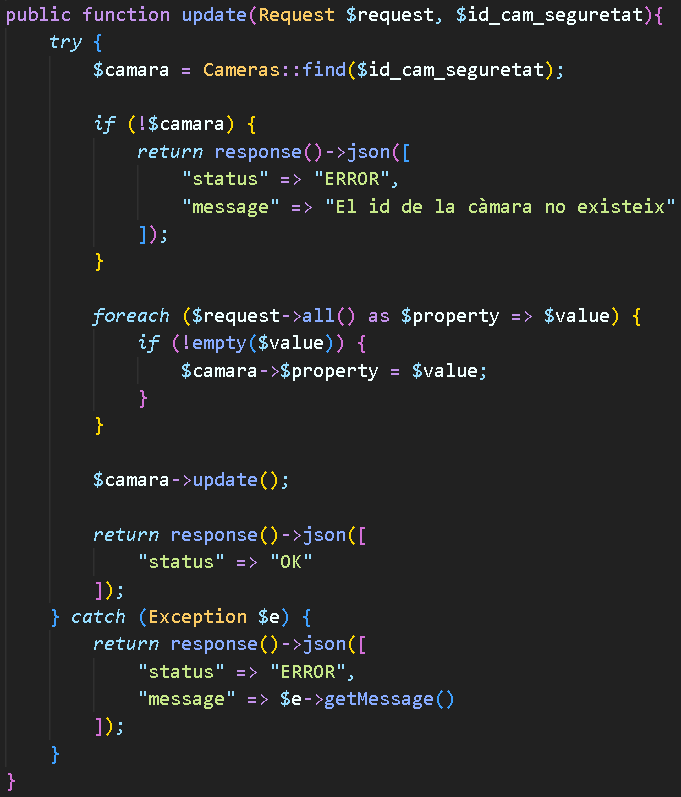 public function update(Request $request, $id_cam_seguretat){
try {
$camara = Cameras::find($id_cam_seguretat);
if (!$camara) {
return response()->json([
"status" => "ERROR",
"message" => "El id de la càmara no existeix"
]);
}
foreach ($request->all() as $property => $value) {
if (!empty($value)) {
$camara->$property = $value;
}
}
$camara->update();
return response()->json([
"status" => "OK"
]);
} catch (Exception $e) {
return response()->json([
"status" => "ERROR",
"message" => $e->getMessage()
]);
}
}